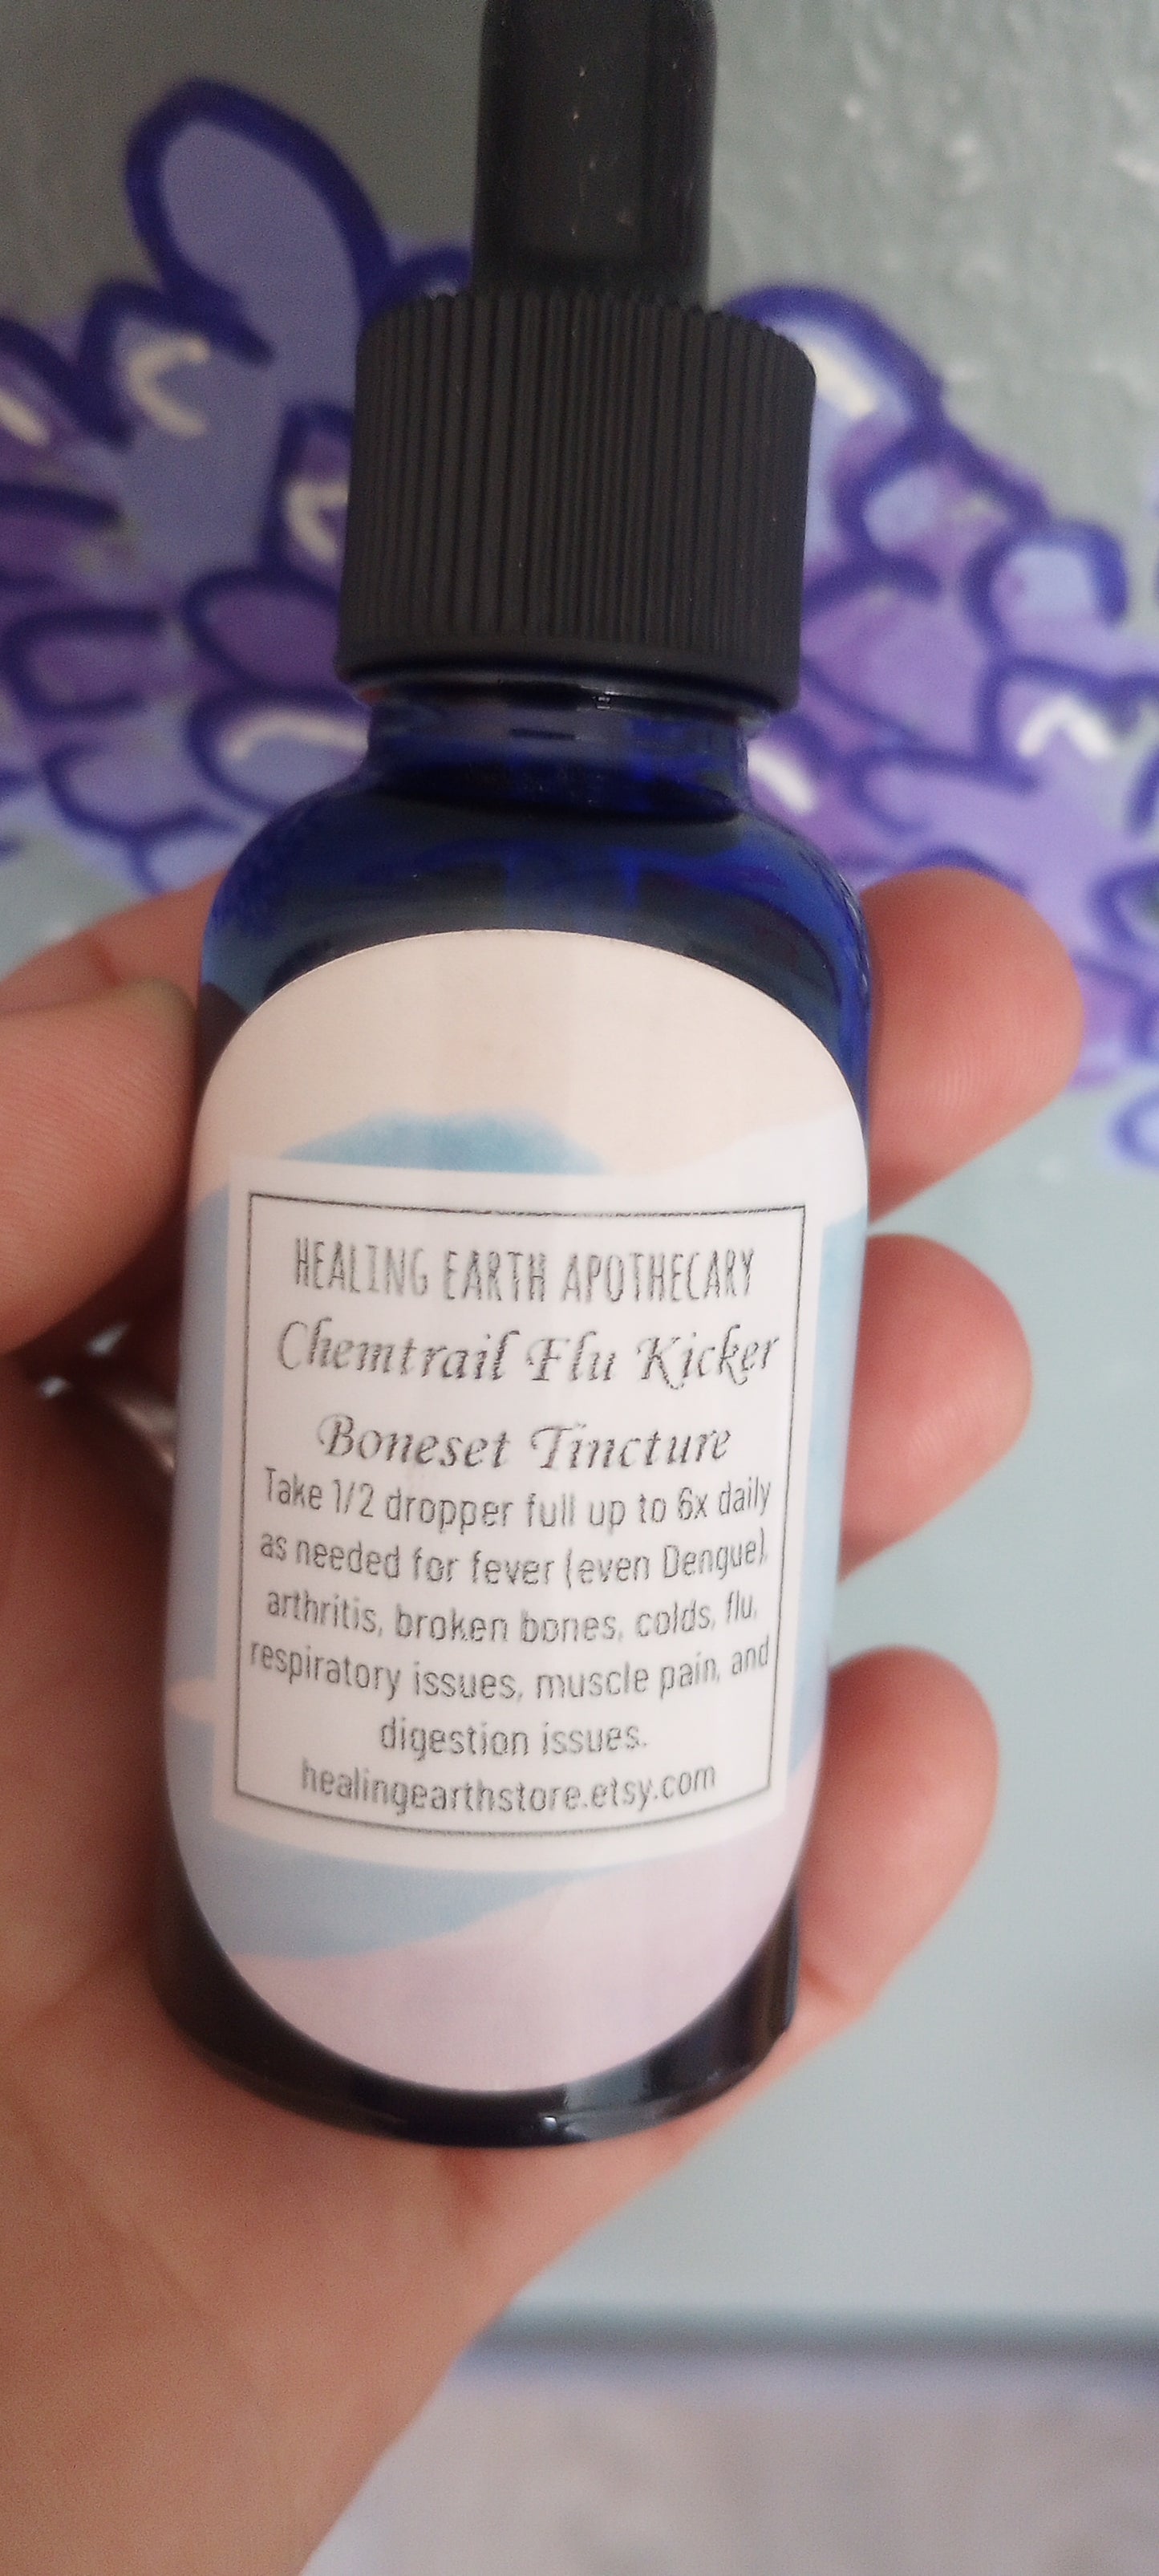 HEALING EARTH APOTHECARY
Chemtrail Flu Kicker
Boneset Tincture
Take 1/2 dropper full up to 6x daily
as needed for fever (even Dengue),
arthritis, broken bones, colds, flu,
respiratory issues, muscle pain, and
digestion issues.
healingearthstore.etsy.com